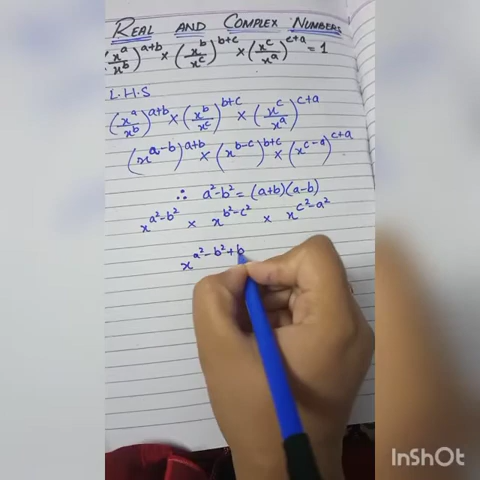 REAL AND COMPLEX NUMBERS
(x^a/x^b)^{a+b} × (x^b/x^c)^{b+c} × (x^c/x^a)^{c+a} = 1
L.H.S
(x^a/x^b)^{a+b} × (x^b/x^c)^{b+c} × (x^c/x^a)^{c+a}
(x^{a-b})^{a+b} × (x^{b-c})^{b+c} × (x^{c-a})^{c+a}
∴ a²-b² = (a+b)(a-b)
x^{a²-b²} × x^{b²-c²} × x^{c²-a²}
x^{a²-b²+b}
InShOt